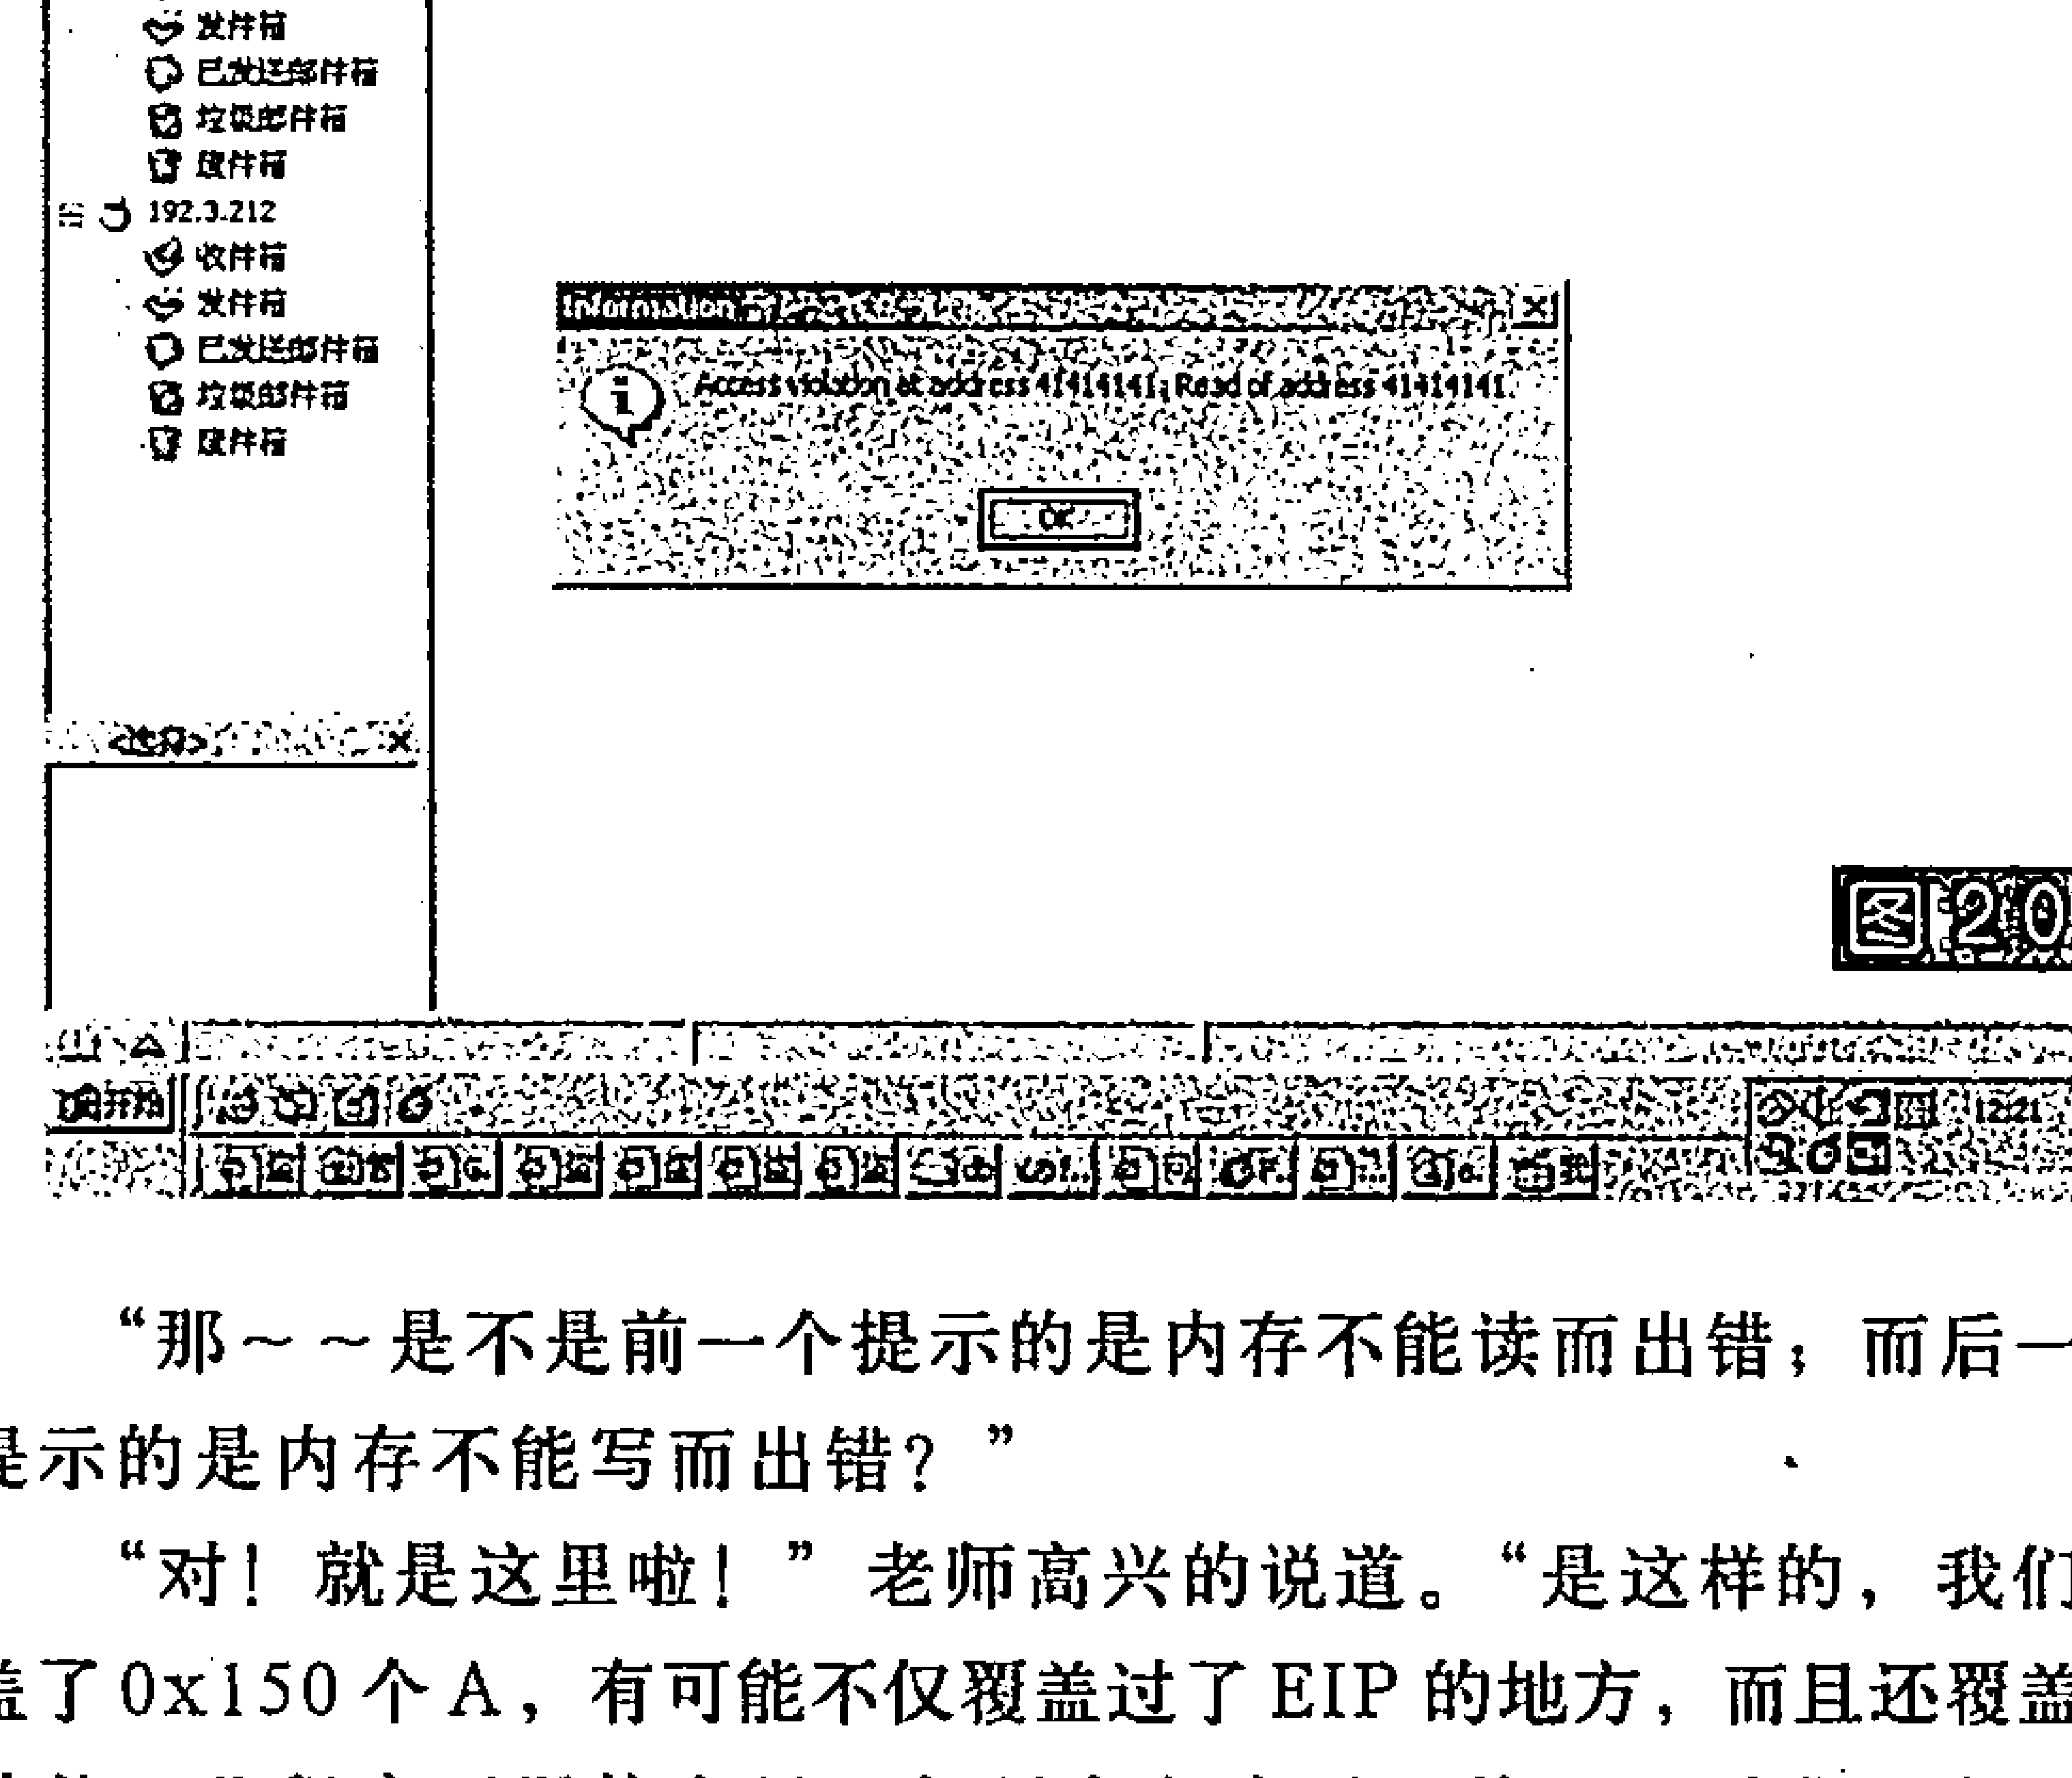 发件箱
已发送邮件箱
垃圾邮件箱
废件箱
192.3.212
收件箱
发件箱
已发送邮件箱
垃圾邮件箱
废件箱
Information
Access violation at address 41414141. Read of address 41414141.
OK
图 20
开始
12:21
“那～～是不是前一个提示的是内存不能读而出错；而后一
是示的是内存不能写而出错？”
“对！就是这里啦！”老师高兴的说道。“是这样的，我们
盖了0x150个A，有可能不仅覆盖过了EIP的地方，而且还覆盖